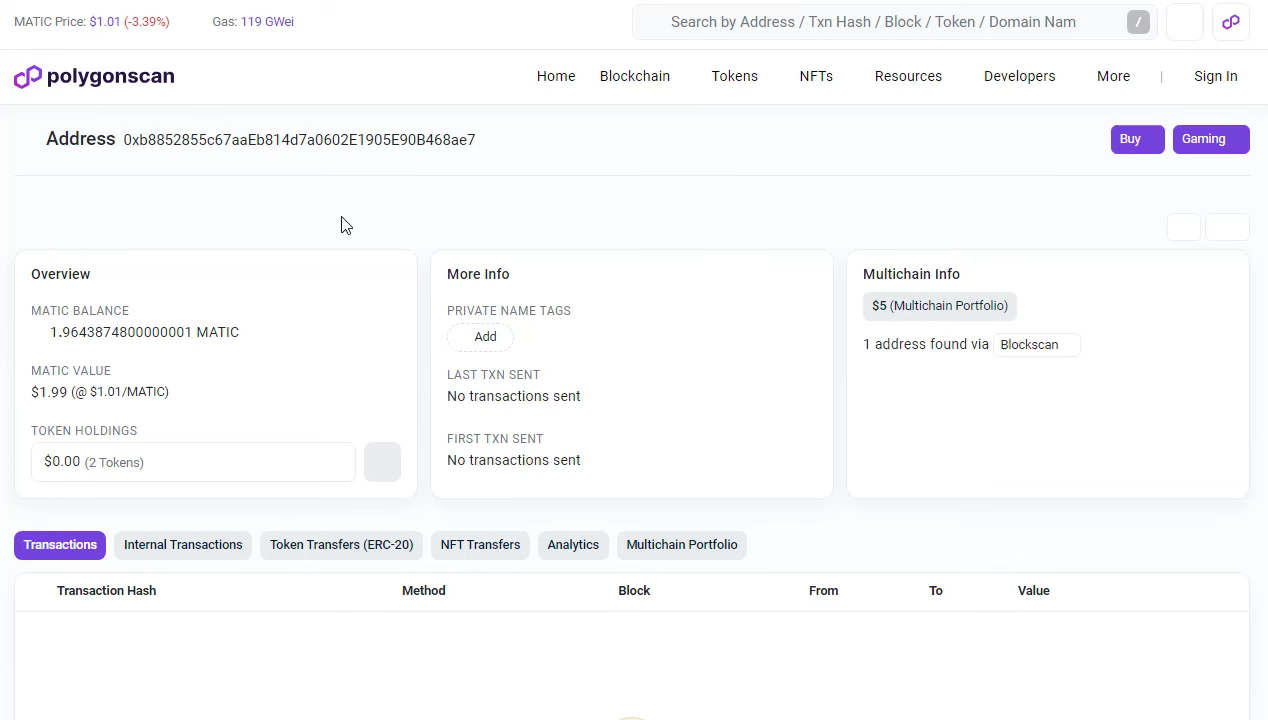 MATIC Price: $1.01 (-3.39%) Gas: 119 GWei Search by Address / Txn Hash / Block / Token / Domain Nam /
polygonscan Home Blockchain Tokens NFTs Resources Developers More | Sign In
Address 0xb8852855c67aaEb814d7a0602E1905E90B468ae7 Buy Gaming
Overview
MATIC BALANCE
1.9643874800000001 MATIC
MATIC VALUE
$1.99 (@ $1.01/MATIC)
TOKEN HOLDINGS
$0.00 (2 Tokens)
More Info
PRIVATE NAME TAGS
Add
LAST TXN SENT
No transactions sent
FIRST TXN SENT
No transactions sent
Multichain Info
$5 (Multichain Portfolio)
1 address found via Blockscan
Transactions Internal Transactions Token Transfers (ERC-20) NFT Transfers Analytics Multichain Portfolio
Transaction Hash Method Block From To Value